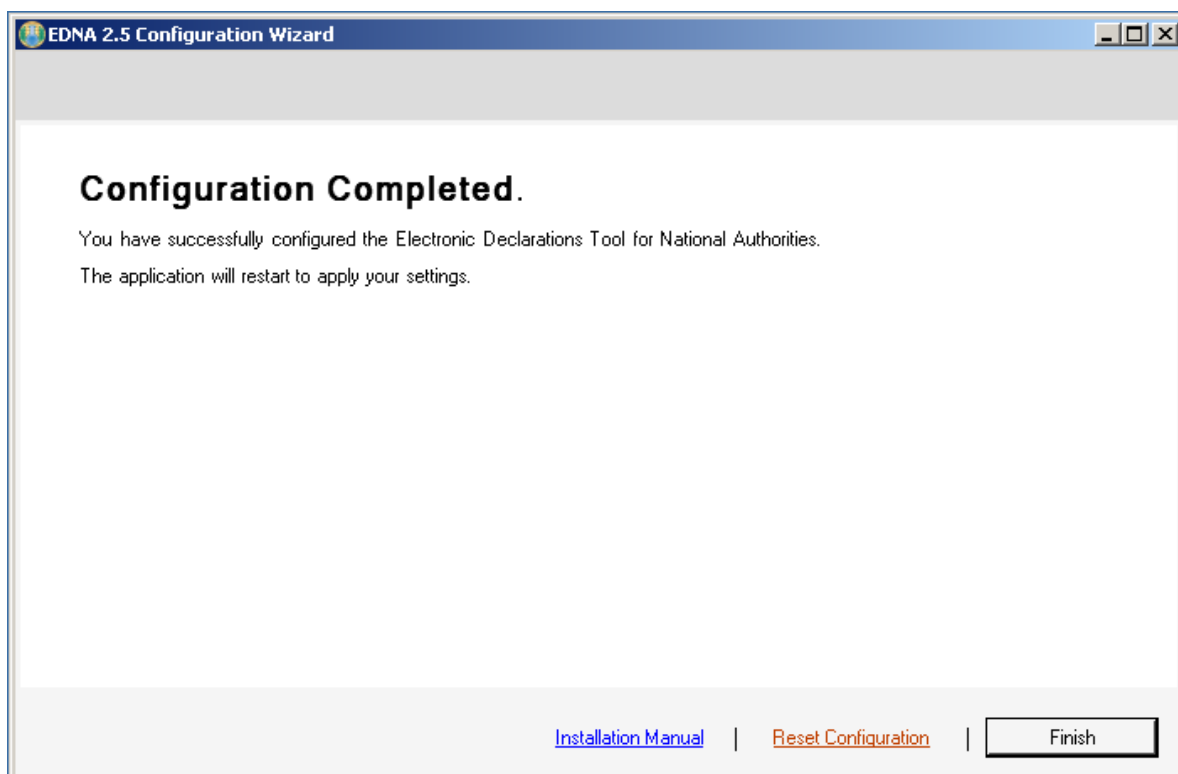 EDNA 2.5 Configuration Wizard
Configuration Completed.
You have successfully configured the Electronic Declarations Tool for National Authorities.
The application will restart to apply your settings.
Installation Manual | Reset Configuration | Finish